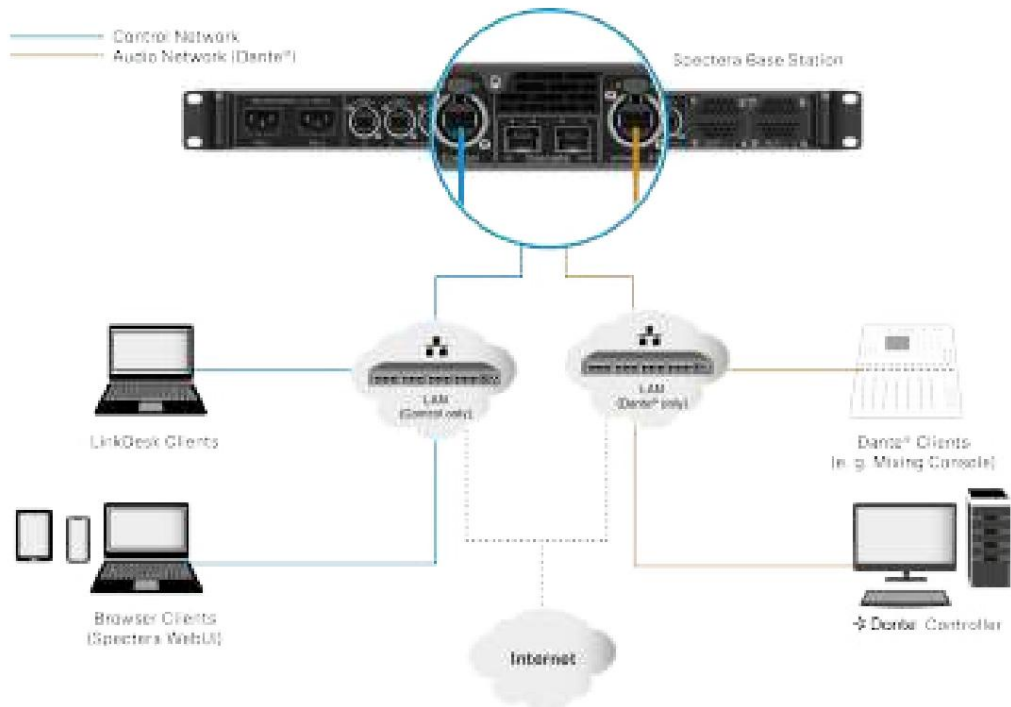 Control Network
Audio Network (Dante®)
Spectera Base Station
LAN
(Control only)
LAN
(Dante® only)
LinkDesk Clients
Dante® Clients
(e. g. Mixing Console)
Browser Clients
(Spectera WebUI)
Internet
Dante Controller